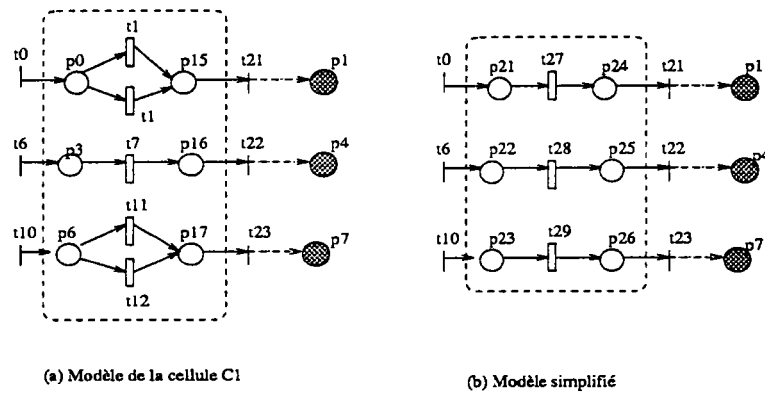 t1
t0 p0 p15 t21 p1
t1
t6 p3 t7 p16 t22 p4
t11
t10 p6 p17 t23 p7
t12
(a) Modèle de la cellule C1
t0 p21 t27 p24 t21 p1
t6 p22 t28 p25 t22 p4
t10 p23 t29 p26 t23 p7
(b) Modèle simplifié